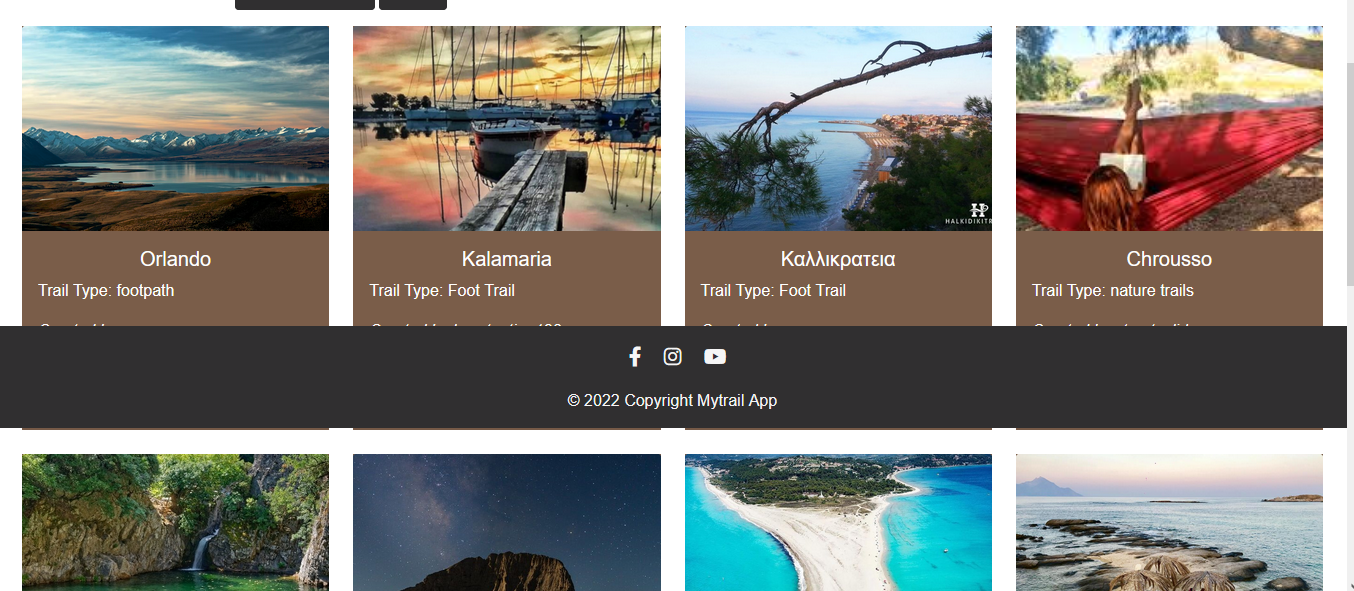 Orlando
Trail Type: footpath
Kalamaria
Trail Type: Foot Trail
Καλλικρατεια
Trail Type: Foot Trail
HALKIDIKITR
Chrousso
Trail Type: nature trails
© 2022 Copyright Mytrail App